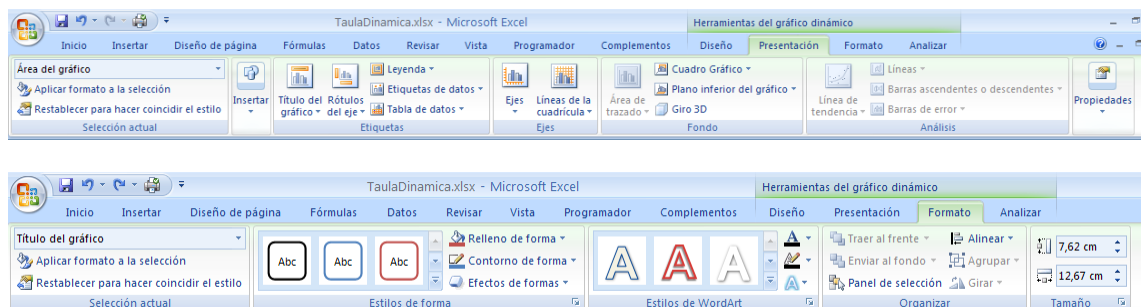 TaulaDinamica.xlsx - Microsoft Excel Herramientas del gráfico dinámico
Inicio Insertar Diseño de página Fórmulas Datos Revisar Vista Programador Complementos Diseño Presentación Formato Analizar
Área del gráfico
Aplicar formato a la selección
Restablecer para hacer coincidir el estilo
Selección actual
Insertar
Título del gráfico
Rótulos del eje
Leyenda
Etiquetas de datos
Tabla de datos
Etiquetas
Ejes
Líneas de la cuadrícula
Ejes
Área de trazado
Cuadro Gráfico
Plano inferior del gráfico
Giro 3D
Fondo
Línea de tendencia
Líneas
Barras ascendentes o descendentes
Barras de error
Análisis
Propiedades
TaulaDinamica.xlsx - Microsoft Excel Herramientas del gráfico dinámico
Inicio Insertar Diseño de página Fórmulas Datos Revisar Vista Programador Complementos Diseño Presentación Formato Analizar
Título del gráfico
Aplicar formato a la selección
Restablecer para hacer coincidir el estilo
Selección actual
Abc Abc Abc
Relleno de forma
Contorno de forma
Efectos de formas
Estilos de forma
A A A A
A
Estilos de WordArt
Traer al frente
Enviar al fondo
Panel de selección
Alinear
Agrupar
Girar
Organizar
7,62 cm
12,67 cm
Tamaño